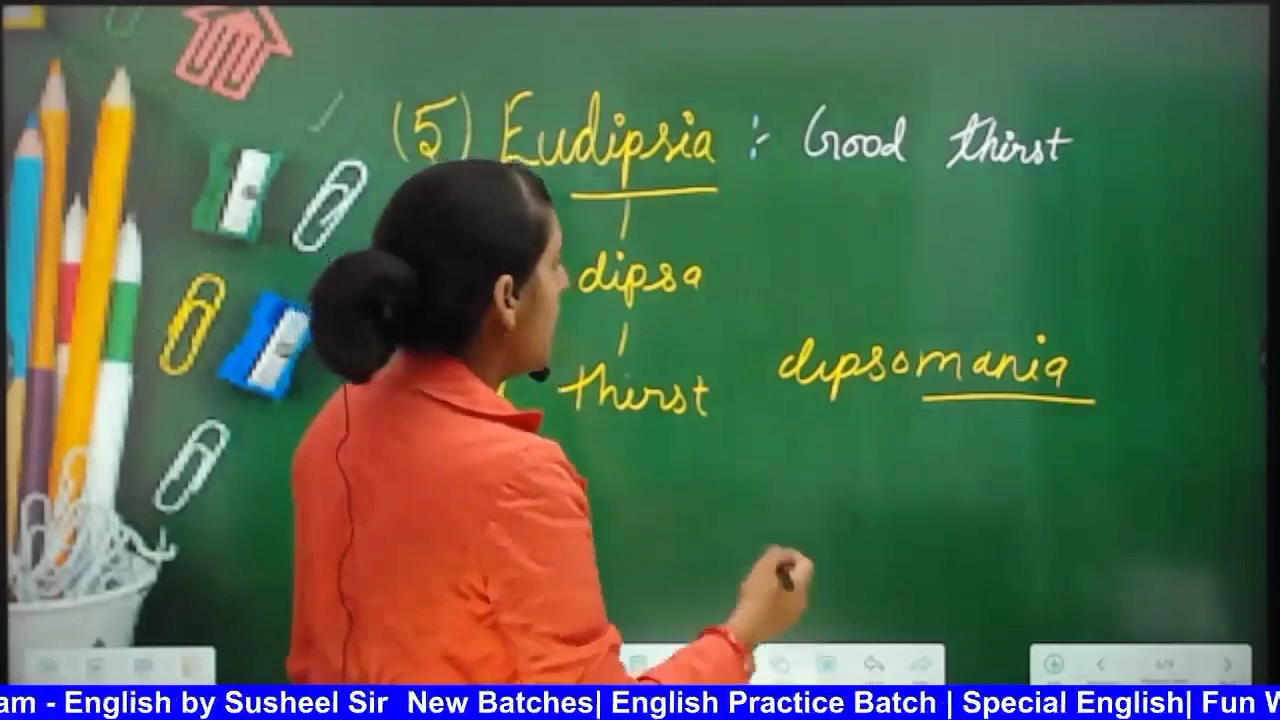 (5) Eudipsia :- Good thirst
dipsa
thirst
dipsomania
am - English by Susheel Sir New Batches| English Practice Batch | Special English| Fun W